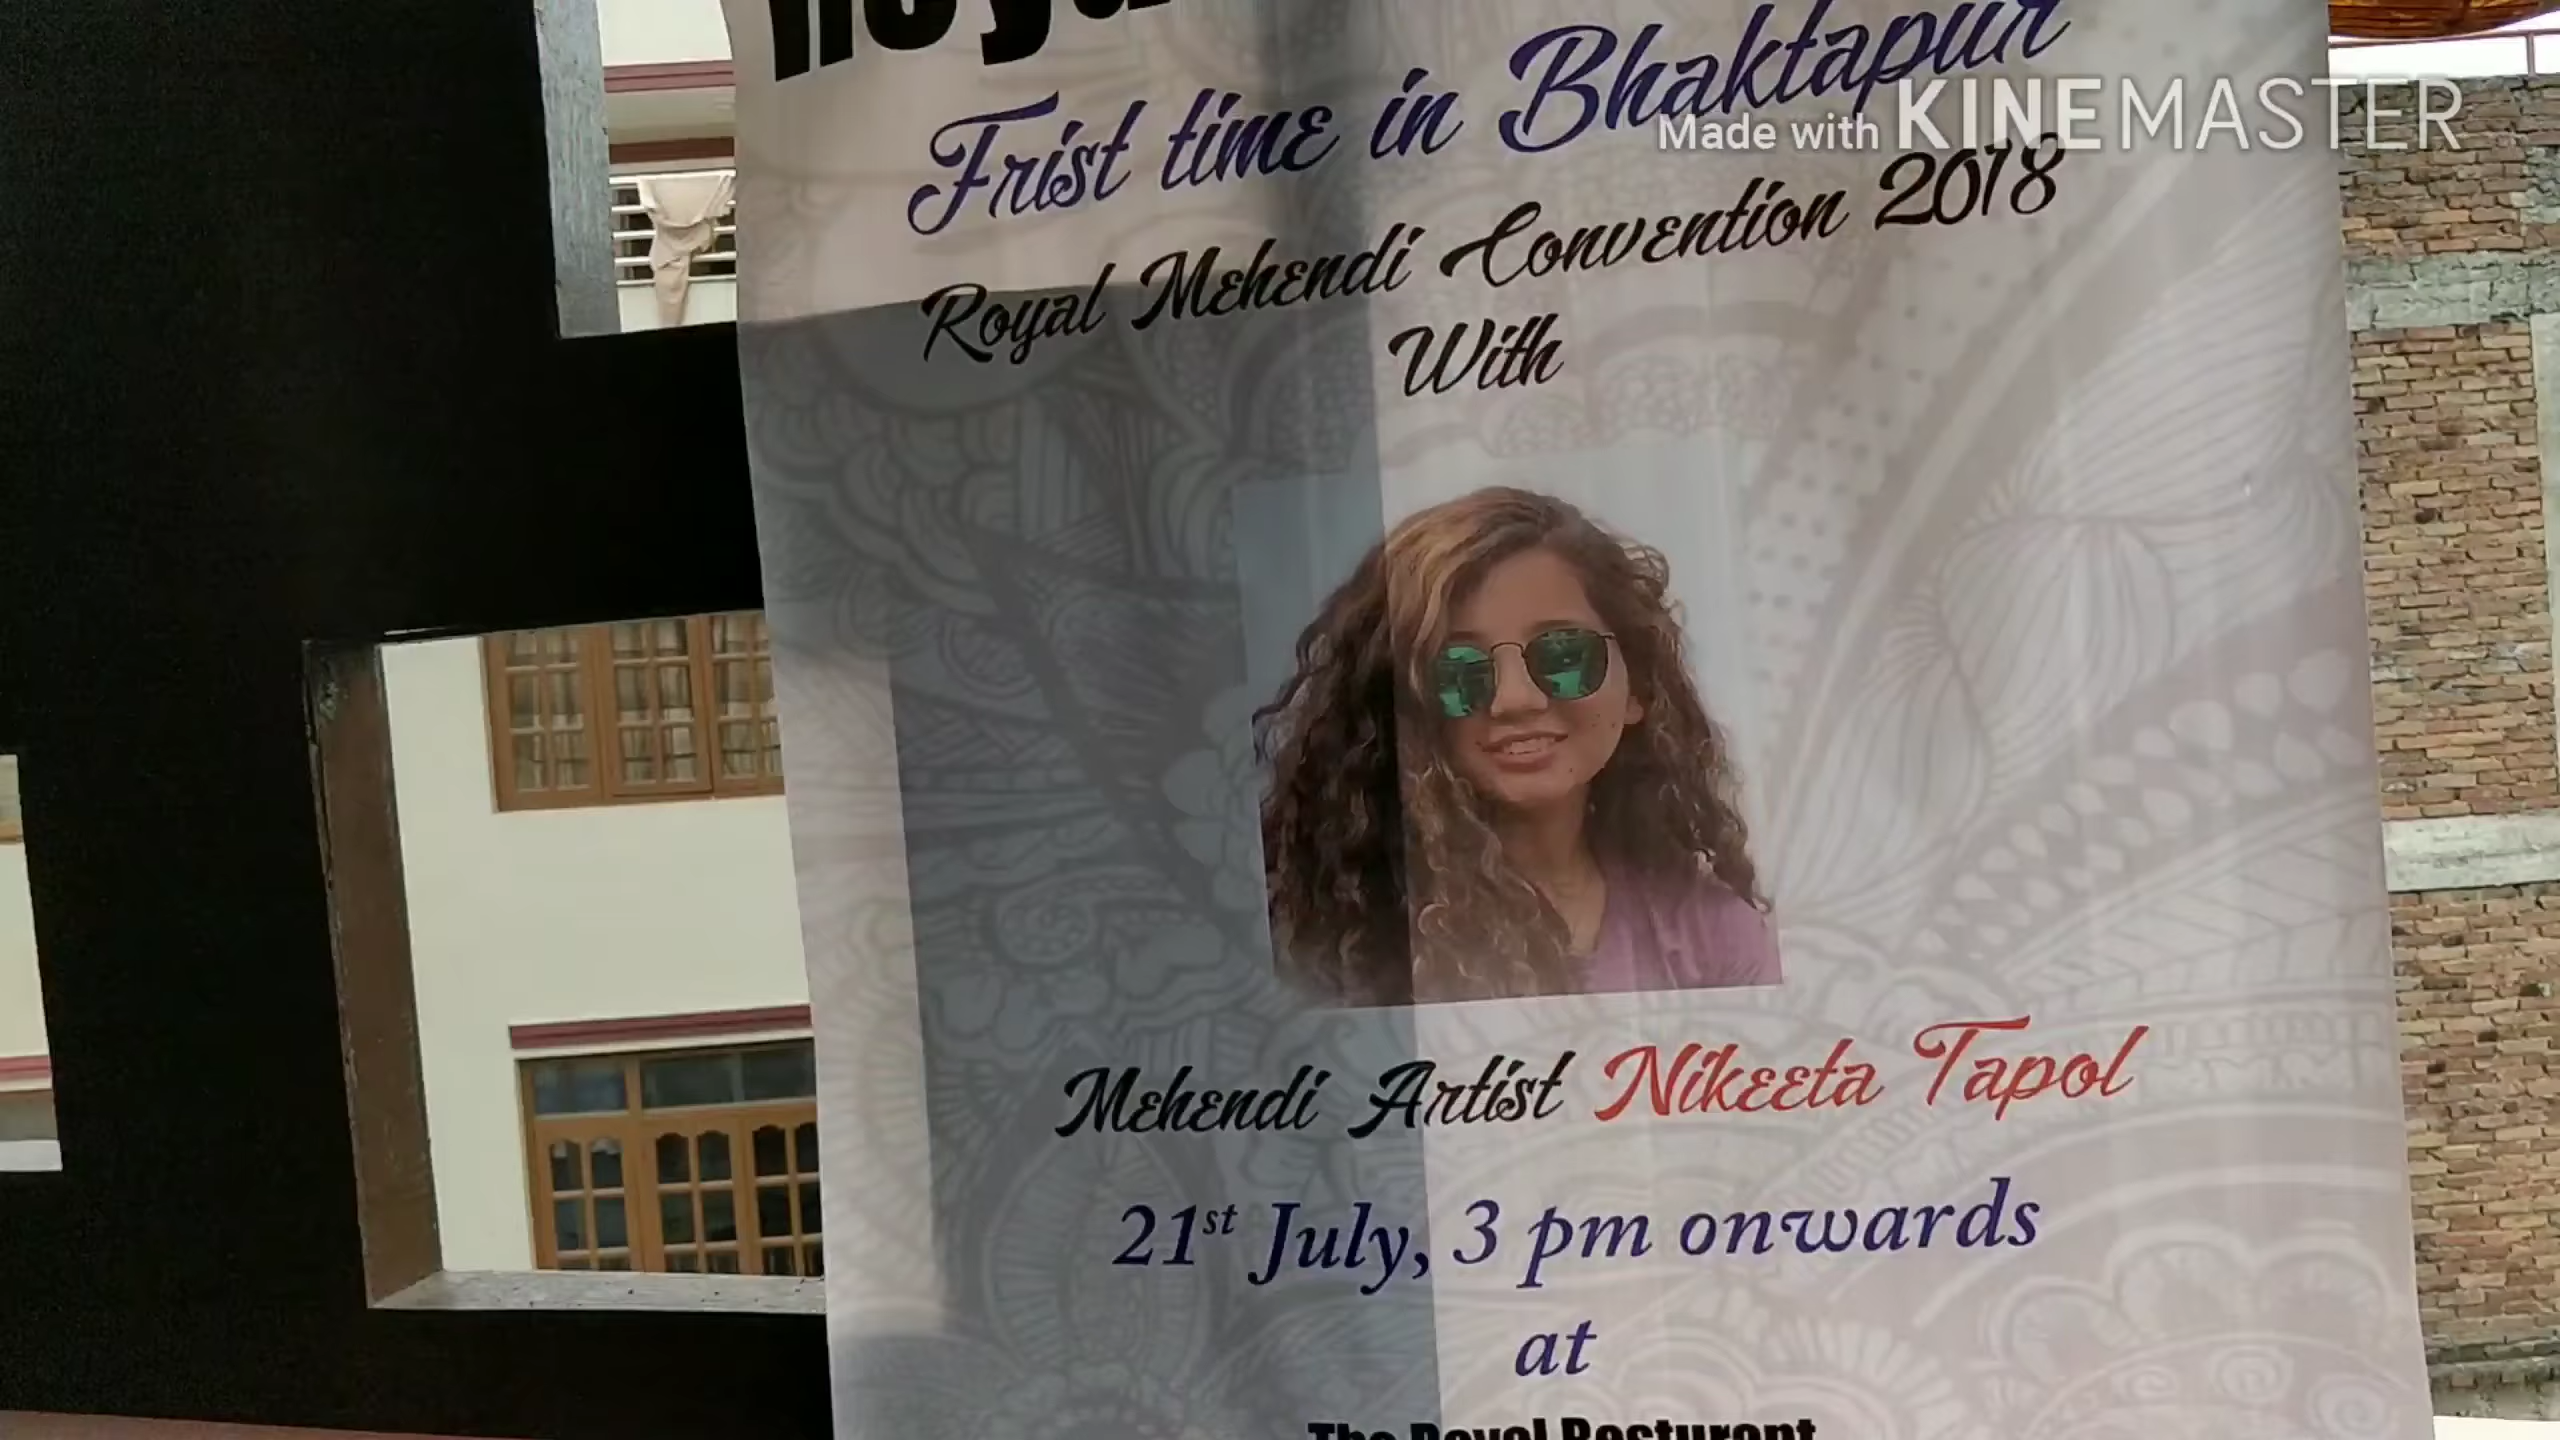 Frist time in Bhaktapur
Made with KINEMASTER
Royal Mehendi Convention 2018
With
Mehendi Artist Nikeeta Tapol
21st July, 3 pm onwards
at
The Royal Resturant